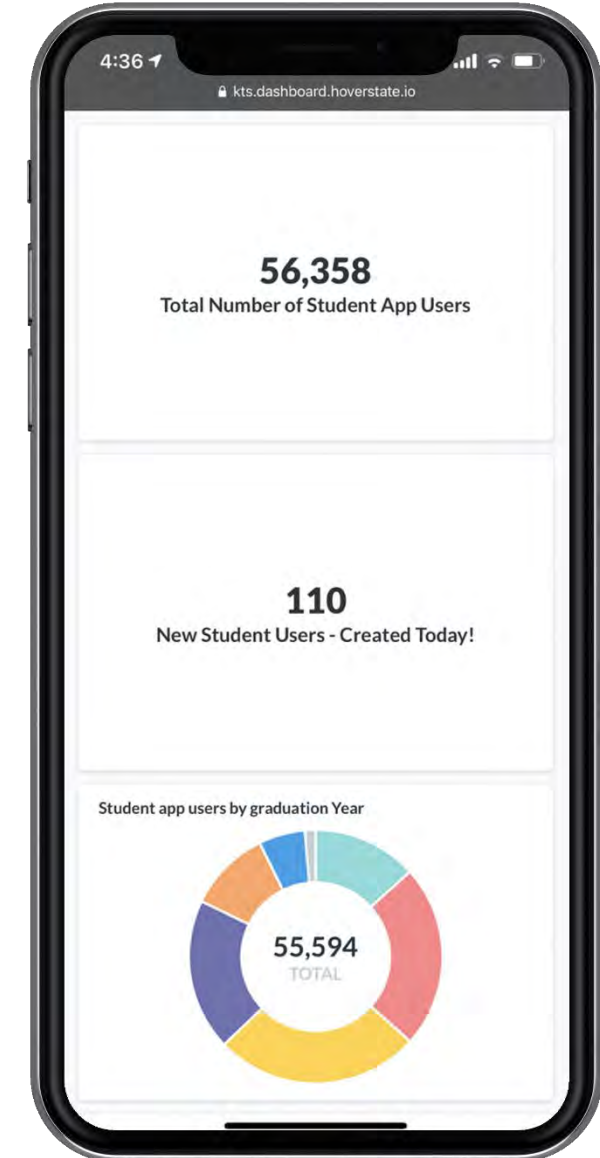 4:36
kts.dashboard.hoverstate.io
56,358
Total Number of Student App Users
110
New Student Users - Created Today!
Student app users by graduation Year
55,594
TOTAL